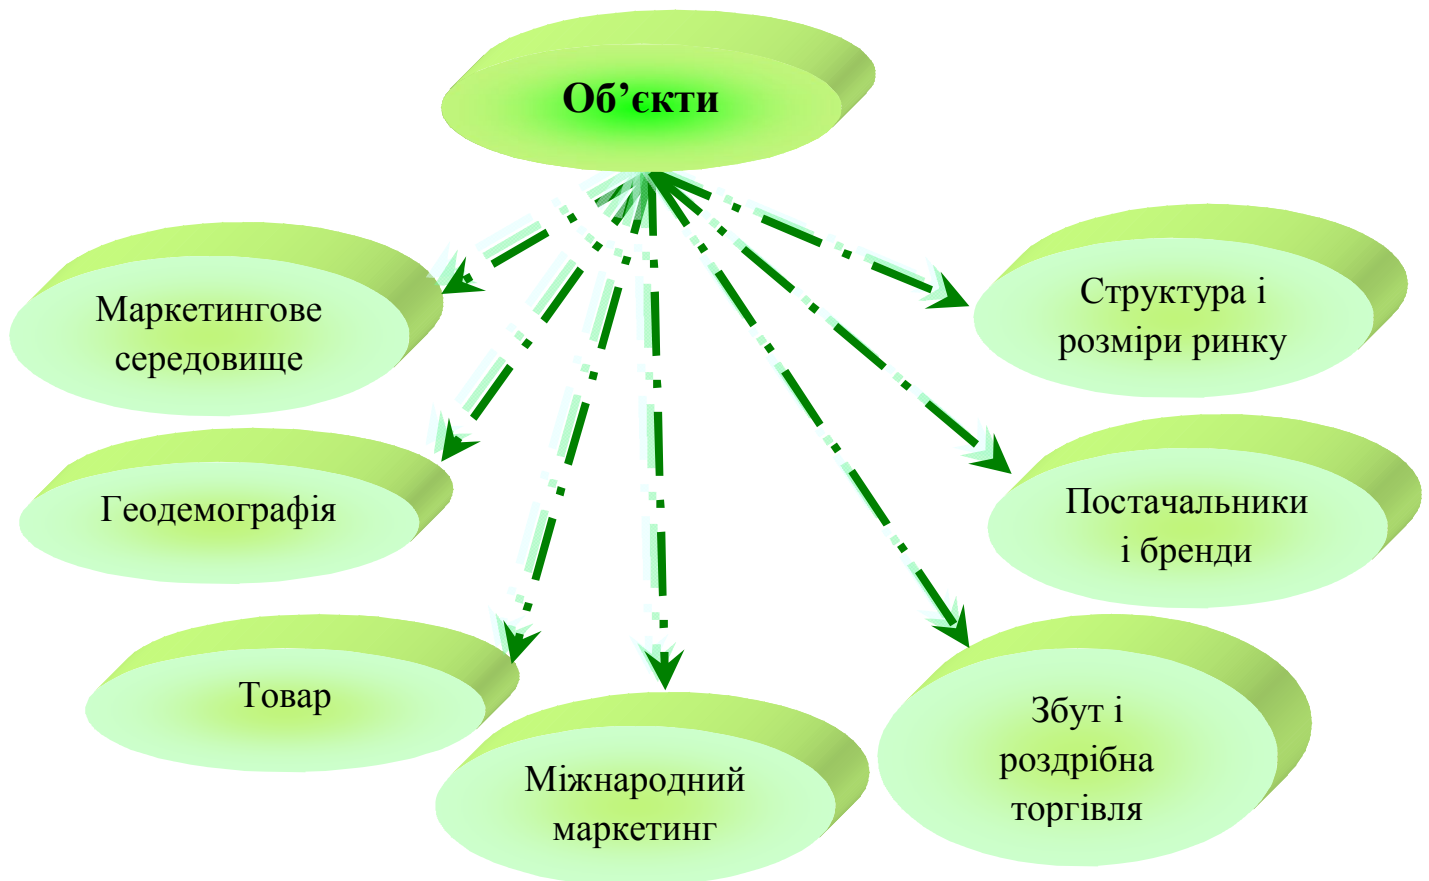 Об’єкти
Маркетингове
середовище
Структура і
розміри ринку
Геодемографія
Постачальники
і бренди
Товар
Міжнародний
маркетинг
Збут і
роздрібна
торгівля